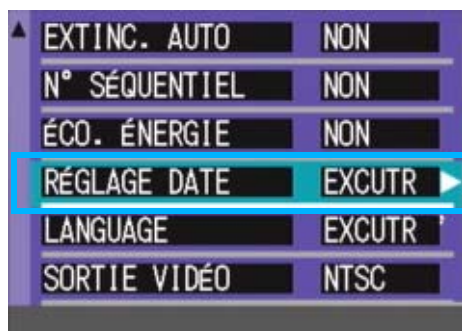 EXTINC. AUTO NON
N° SÉQUENTIEL NON
ÉCO. ÉNERGIE NON
RÉGLAGE DATE EXCUTR
LANGUAGE EXCUTR
SORTIE VIDÉO NTSC